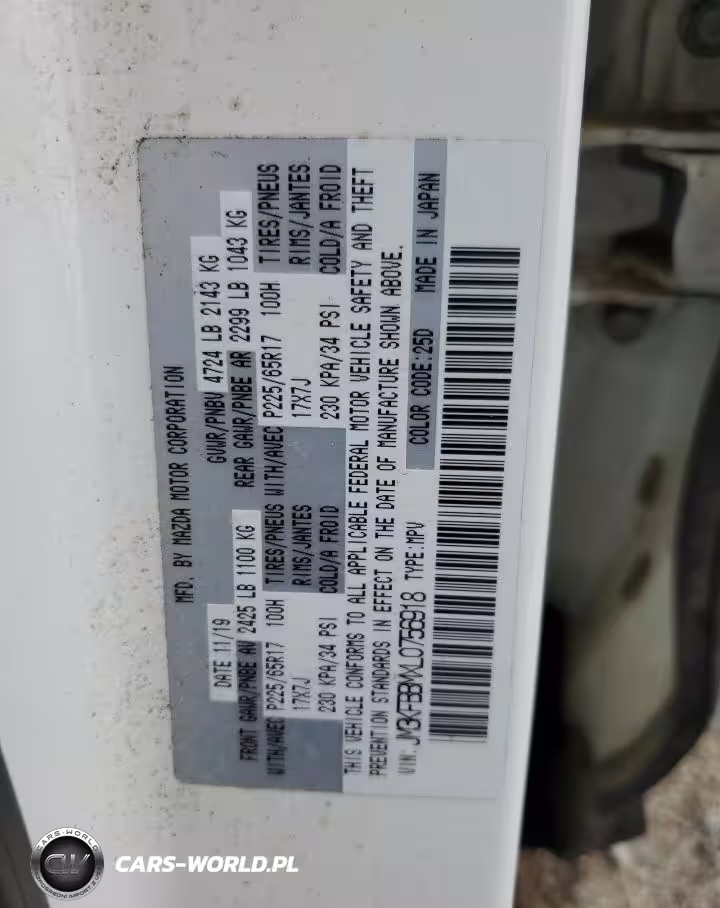 MFD. BY MAZDA MOTOR CORPORATION
DATE 11/19 GVWR/PNBV 4724 LB 2143 KG
FRONT GAWR/PNBE AV 2425 LB 1100 KG REAR GAWR/PNBE AR 2299 LB 1043 KG
WITH/AVEC P225/65R17 100H TIRES/PNEUS WITH/AVEC P225/65R17 100H TIRES/PNEUS
17X7J RIMS/JANTES 17X7J RIMS/JANTES
230 KPA/34 PSI COLD/A FROID 230 KPA/34 PSI COLD/A FROID
THIS VEHICLE CONFORMS TO ALL APPLICABLE FEDERAL MOTOR VEHICLE SAFETY AND THEFT
PREVENTION STANDARDS IN EFFECT ON THE DATE OF MANUFACTURE SHOWN ABOVE.
VIN: JM3KFBBMXL0756918 TYPE:MPV COLOR CODE:25D MADE IN JAPAN
CARS-WORLD
CW
CARS-WORLD.PL